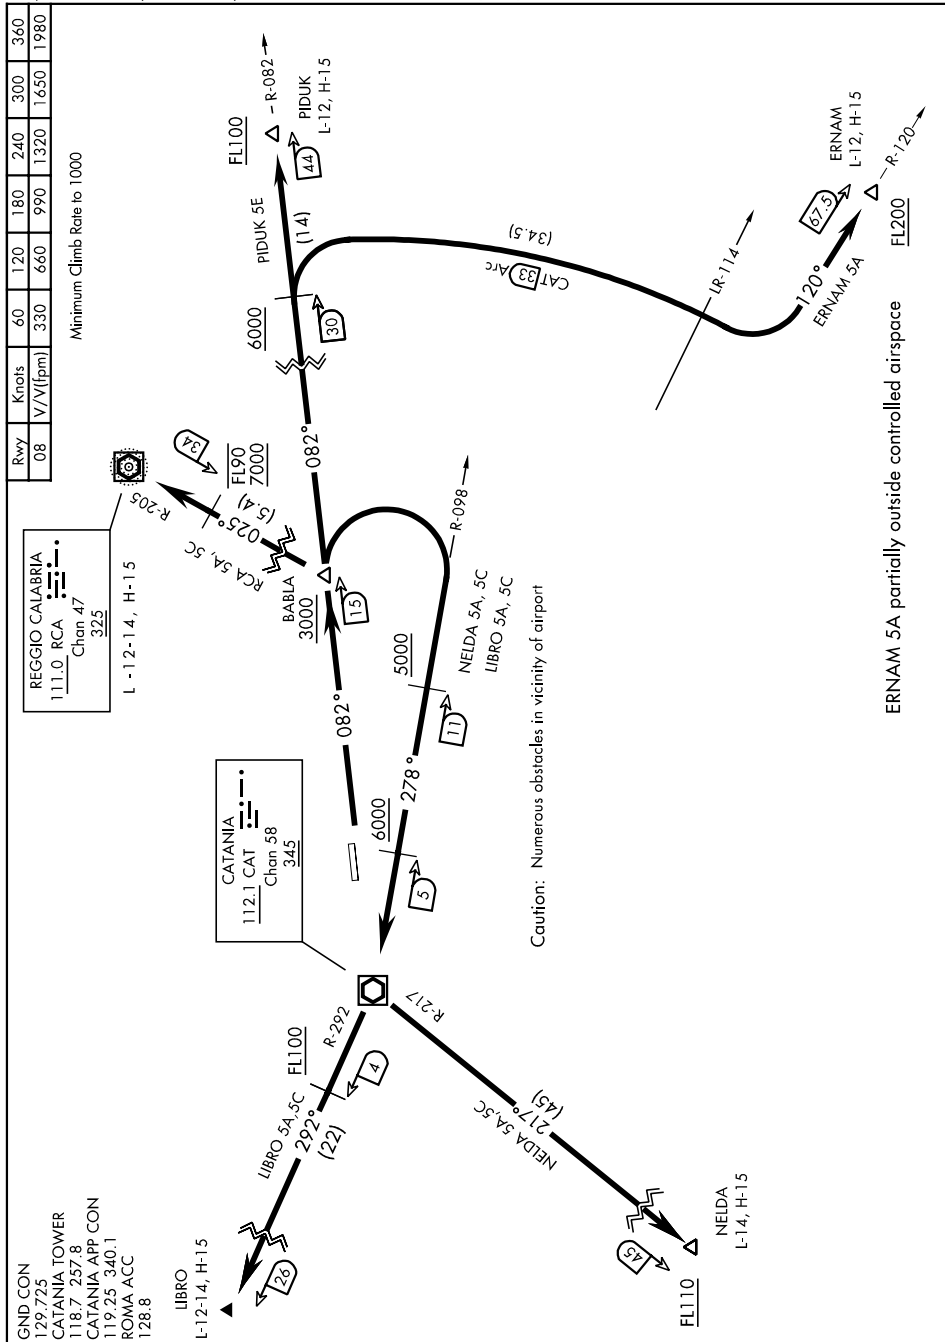 GND CON
129.725
CATANIA TOWER
118.7 257.8
CATANIA APP CON
119.25 340.1
ROMA ACC
128.8
Rwy Knots 60 120 180 240 300 360
08 V/V(fpm) 330 660 990 1320 1650 1980
Minimum Climb Rate to 1000
REGGIO CALABRIA
111.0 RCA
Chan 47
325
L-12-14, H-15
R-205
34
FL90
7000
025°
(5.4)
RCA 5A, 5C
BABLA
3000
15
082°
082°
6000
30
PIDUK 5E
(14)
FL100
R-082
PIDUK
L-12, H-15
44
(34.5)
CAT 33 Arc
LR-114
120°
ERNAM 5A
67.5
ERNAM
L-12, H-15
R-120
FL200
R-098
NELDA 5A, 5C
LIBRO 5A, 5C
5000
11
278°
6000
5
CATANIA
112.1 CAT
Chan 58
345
R-292
FL100
4
LIBRO 5A,5C
292°
(22)
26
LIBRO
L-12-14, H-15
R-217
217°
(45)
NELDA 5A,5C
45
NELDA
L-14, H-15
FL110
Caution: Numerous obstacles in vicinity of airport
ERNAM 5A partially outside controlled airspace